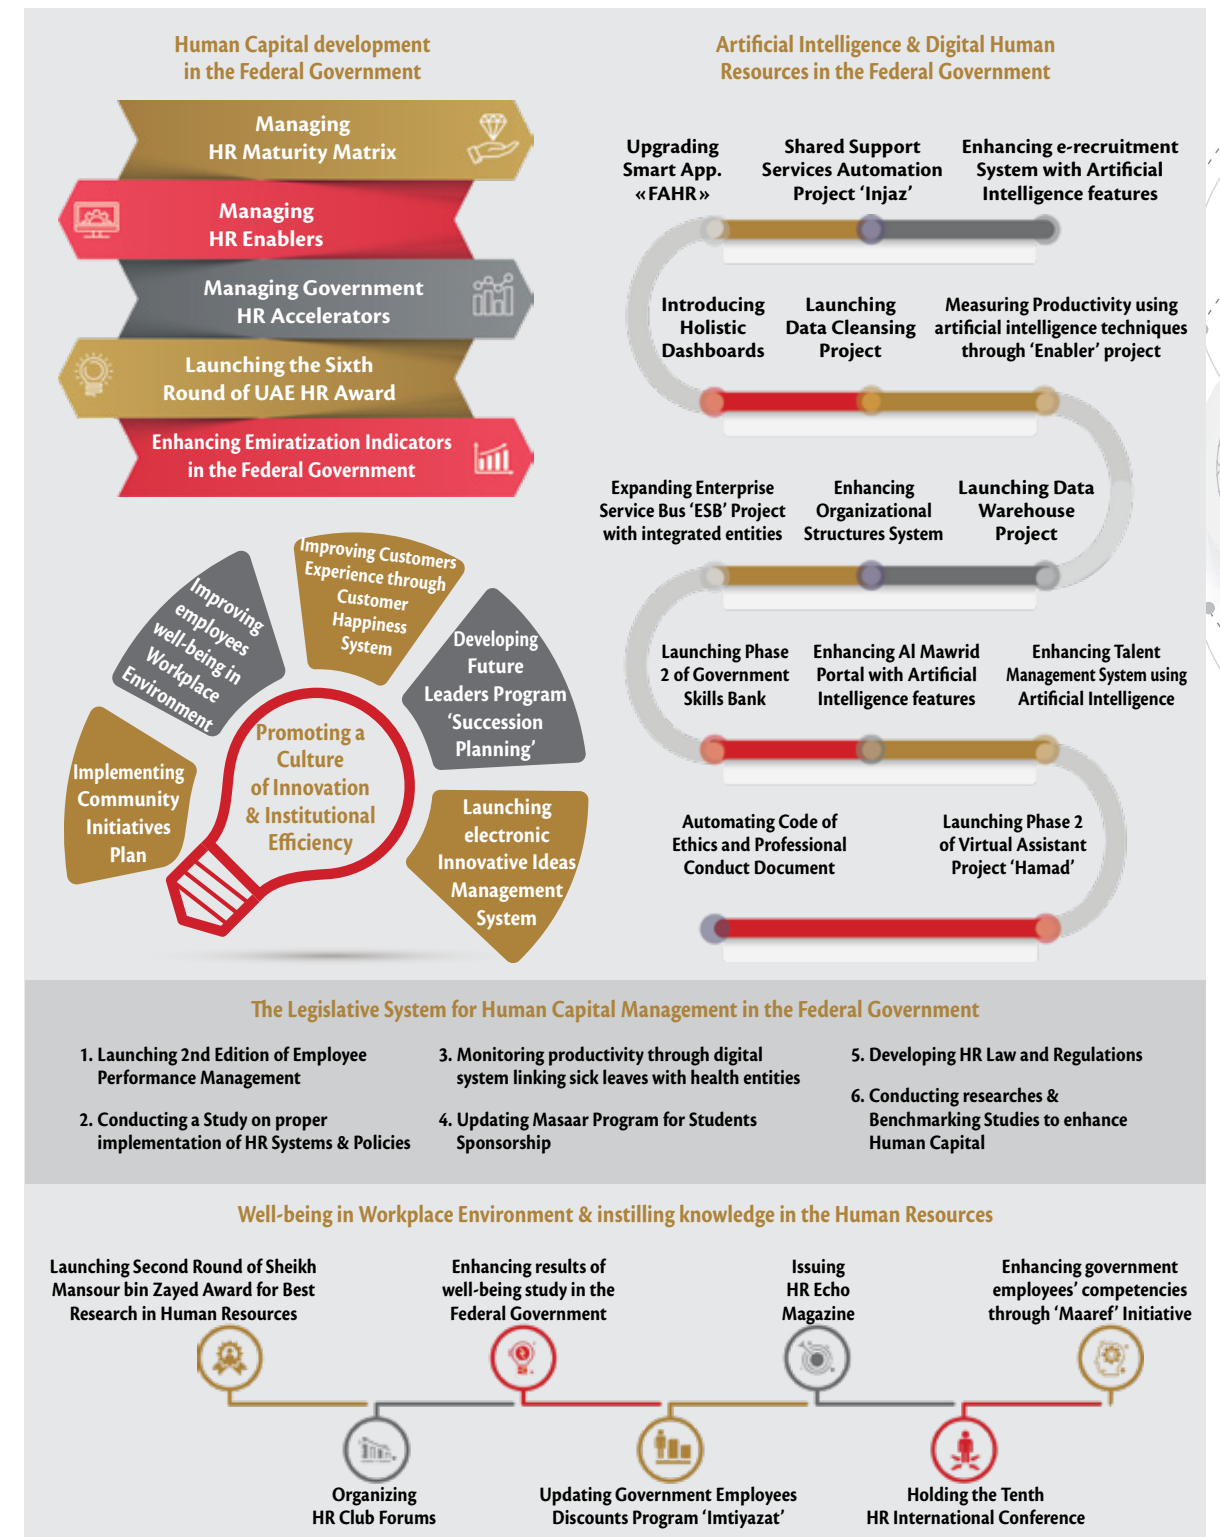 Human Capital development
in the Federal Government
Managing
HR Maturity Matrix
Managing
HR Enablers
Managing Government
HR Accelerators
Launching the Sixth
Round of UAE HR Award
Enhancing Emiratization Indicators
in the Federal Government
Implementing
Community
Initiatives
Plan
Improving
employees
well-being in
Workplace
Environment
Improving Customers
Experience through
Customer
Happiness
System
Developing
Future
Leaders Program
‘Succession
Planning’
Launching
electronic
Innovative Ideas
Management
System
Promoting a
Culture
of Innovation
& Institutional
Efficiency
Artificial Intelligence & Digital Human
Resources in the Federal Government
Upgrading
Smart App.
«FAHR»
Shared Support
Services Automation
Project ‘Injaz’
Enhancing e-recruitment
System with Artificial
Intelligence features
Introducing
Holistic
Dashboards
Launching
Data Cleansing
Project
Measuring Productivity using
artificial intelligence techniques
through ‘Enabler’ project
Expanding Enterprise
Service Bus ‘ESB’ Project
with integrated entities
Enhancing
Organizational
Structures System
Launching Data
Warehouse
Project
Launching Phase
2 of Government
Skills Bank
Enhancing Al Mawrid
Portal with Artificial
Intelligence features
Enhancing Talent
Management System using
Artificial Intelligence
Automating Code of
Ethics and Professional
Conduct Document
Launching Phase 2
of Virtual Assistant
Project ‘Hamad’
The Legislative System for Human Capital Management in the Federal Government
1. Launching 2nd Edition of Employee
Performance Management
2. Conducting a Study on proper
implementation of HR Systems & Policies
3. Monitoring productivity through digital
system linking sick leaves with health entities
4. Updating Masaar Program for Students
Sponsorship
5. Developing HR Law and Regulations
6. Conducting researches &
Benchmarking Studies to enhance
Human Capital
Well-being in Workplace Environment & instilling knowledge in the Human Resources
Launching Second Round of Sheikh
Mansour bin Zayed Award for Best
Research in Human Resources
Enhancing results of
well-being study in the
Federal Government
Issuing
HR Echo
Magazine
Enhancing government
employees’ competencies
through ‘Maaref’ Initiative
Organizing
HR Club Forums
Updating Government Employees
Discounts Program ‘Imtiyazat’
Holding the Tenth
HR International Conference